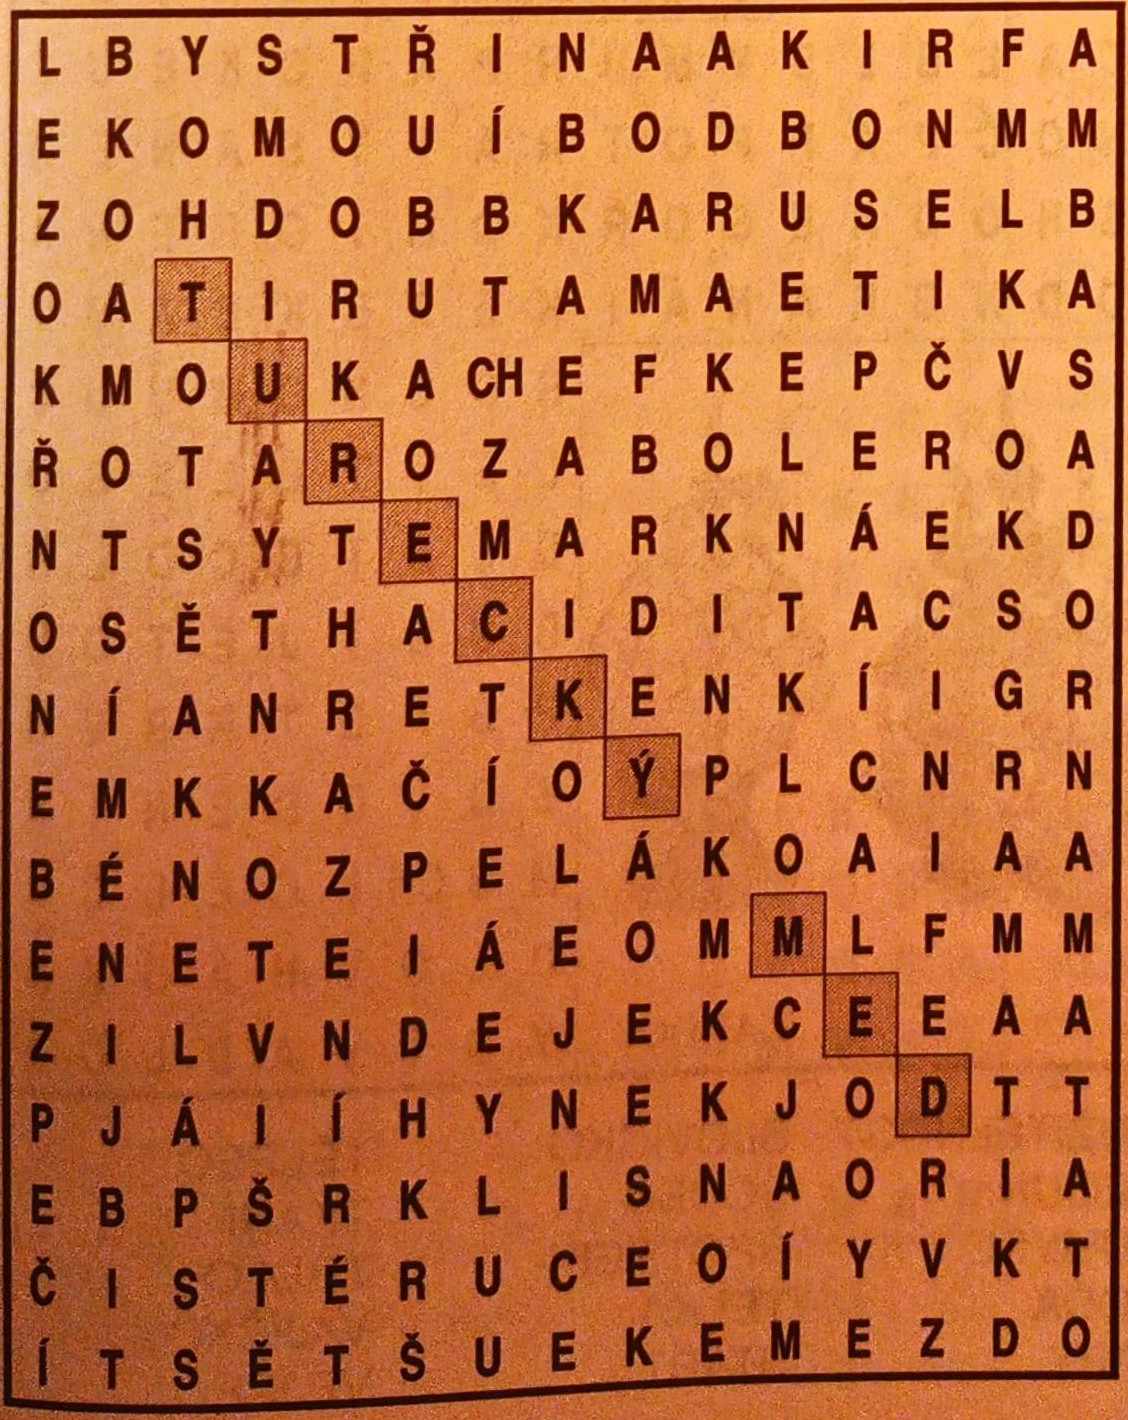 L B Y S T Ř I N A A K I R F A
E K O M O U Í B O D B O N M M
Z O H D O B B K A R U S E L B
O A T I R U T A M A E T I K A
K M O U K A CH E F K E P Č V S
Ř O T A R O Z A B O L E R O A
N T S Y T E M A R K N Á E K D
O S Ě T H A C I D I T A C S O
N Í A N R E T K E N K Í I G R
E M K K A Č Í O Ý P L C N R N
B É N O Z P E L Á K O A I A A
E N E T E I Á E O M M L F M M
Z I L V N D E J E K C E E A A
P J Á I Í H Y N E K J O D T T
E B P Š R K L I S N A O R I A
Č I S T É R U C E O Í Y V K T
Í T S Ě T Š U E K E M E Z D O